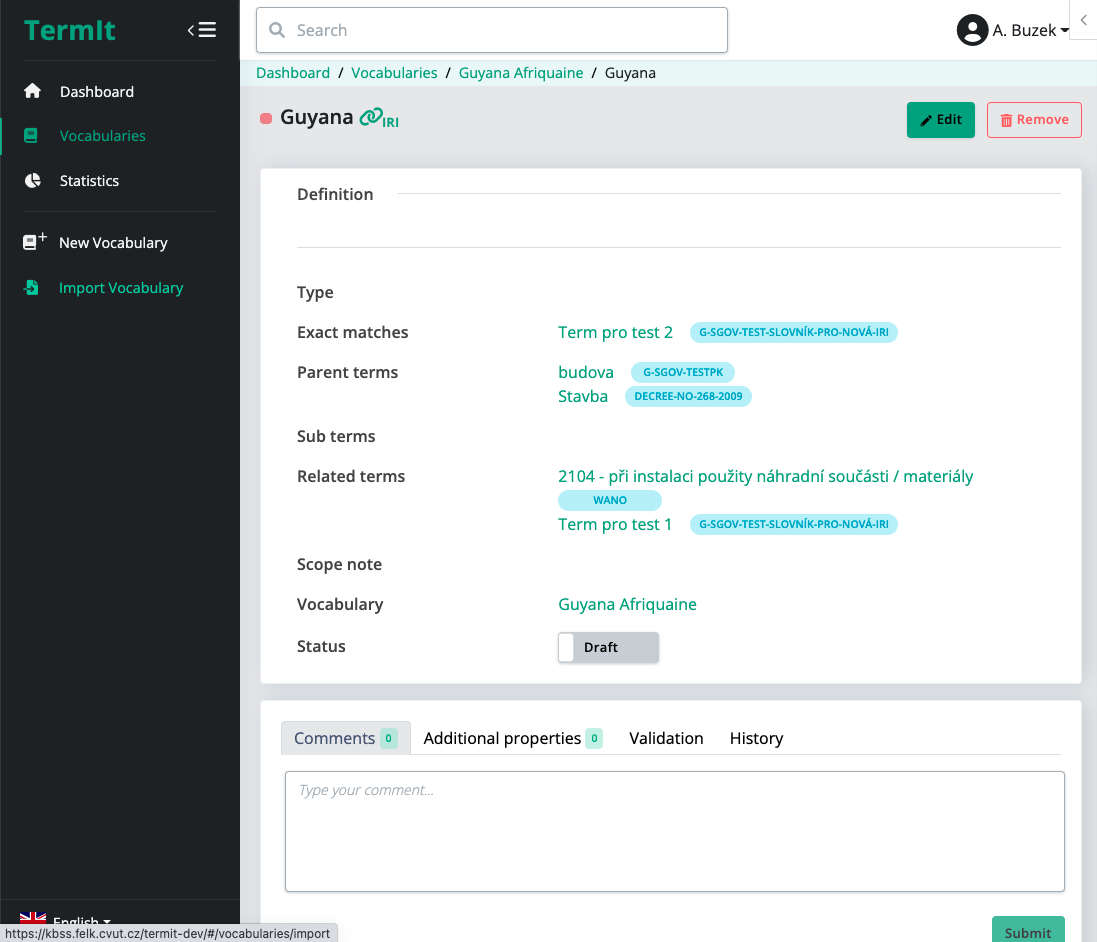 TermIt
Search
A. Buzek
Dashboard / Vocabularies / Guyana Afriquaine / Guyana
Dashboard
Vocabularies
Statistics
New Vocabulary
Import Vocabulary
English
https://kbss.felk.cvut.cz/termit-dev/#/vocabularies/import
Guyana IRI
Edit
Remove
Definition
Type
Exact matches
Term pro test 2 G-SGOV-TEST-SLOVNÍK-PRO-NOVÁ-IRI
Parent terms
budova G-SGOV-TESTPK
Stavba DECREE-NO-268-2009
Sub terms
Related terms
2104 - při instalaci použity náhradní součásti / materiály
WANO
Term pro test 1 G-SGOV-TEST-SLOVNÍK-PRO-NOVÁ-IRI
Scope note
Vocabulary
Guyana Afriquaine
Status
Draft
Comments 0 Additional properties 0 Validation History
Type your comment...
Submit